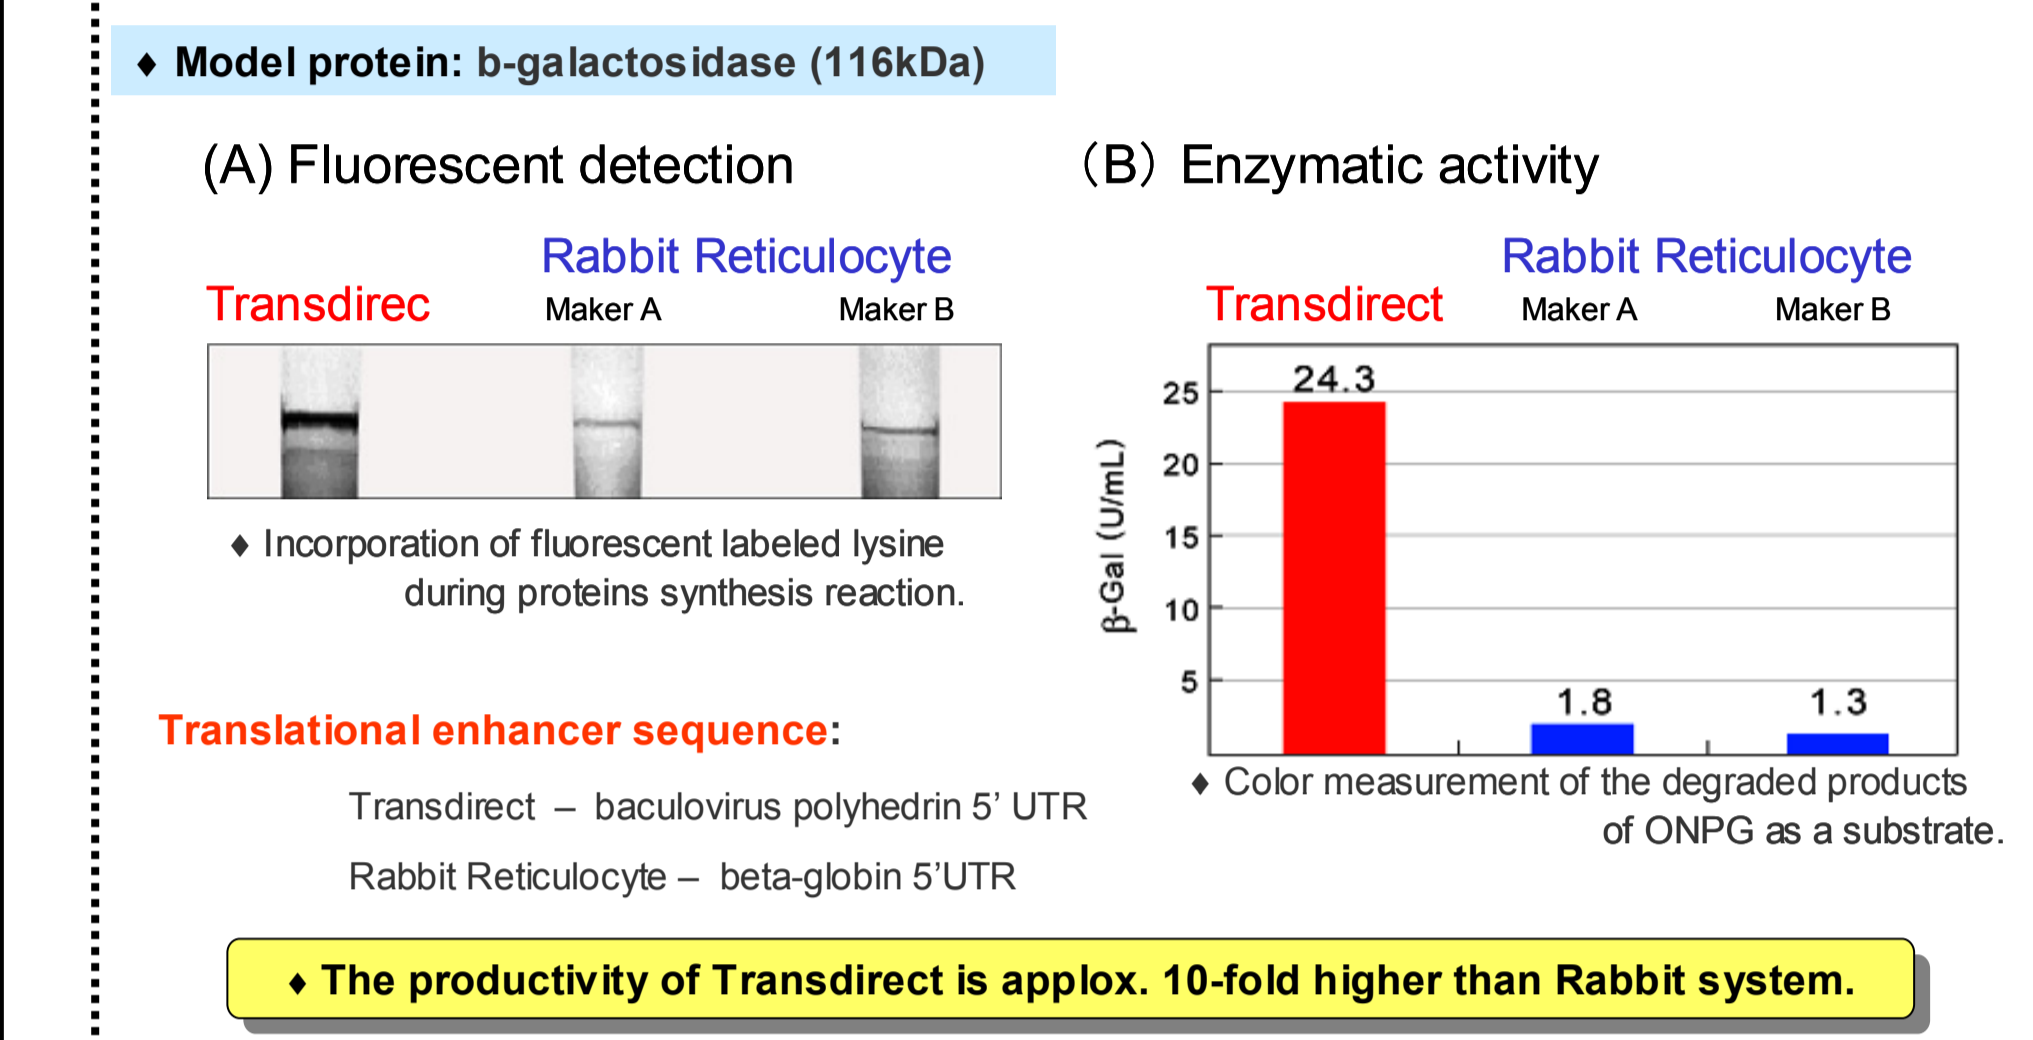 ♦ Model protein: b-galactosidase (116kDa)
(A) Fluorescent detection
Rabbit Reticulocyte
Transdirec
Maker A
Maker B
♦ Incorporation of fluorescent labeled lysine
during proteins synthesis reaction.
Translational enhancer sequence:
Transdirect – baculovirus polyhedrin 5’ UTR
Rabbit Reticulocyte – beta-globin 5’UTR
(B) Enzymatic activity
Rabbit Reticulocyte
Transdirect
Maker A
Maker B
β-Gal (U/mL)
25
20
15
10
5
24.3
1.8
1.3
♦ Color measurement of the degraded products
of ONPG as a substrate.
♦ The productivity of Transdirect is applox. 10-fold higher than Rabbit system.